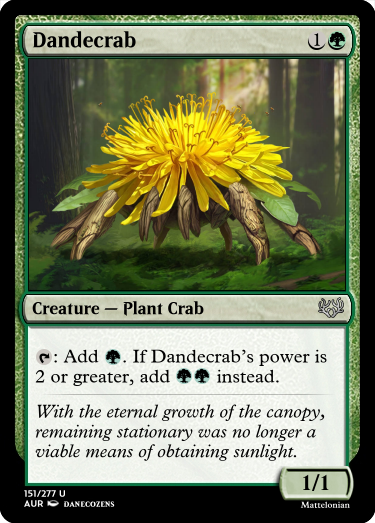 Dandecrab 1
Creature — Plant Crab
: Add . If Dandecrab's power is
2 or greater, add instead.
With the eternal growth of the canopy,
remaining stationary was no longer a
viable means of obtaining sunlight.
1/1
151/277 U
AUR DANECOZENS
Mattelonian